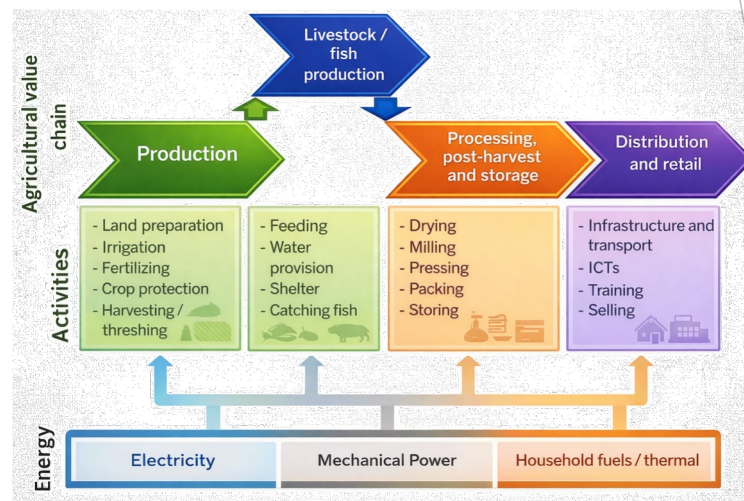 Agricultural value
chain
Livestock /
fish
production
Production
Processing,
post-harvest
and storage
Distribution
and retail
Activities
- Land preparation
- Irrigation
- Fertilizing
- Crop protection
- Harvesting /
threshing
- Feeding
- Water
provision
- Shelter
- Catching fish
- Drying
- Milling
- Pressing
- Packing
- Storing
- Infrastructure and
transport
- ICTs
- Training
- Selling
Energy
Electricity
Mechanical Power
Household fuels / thermal